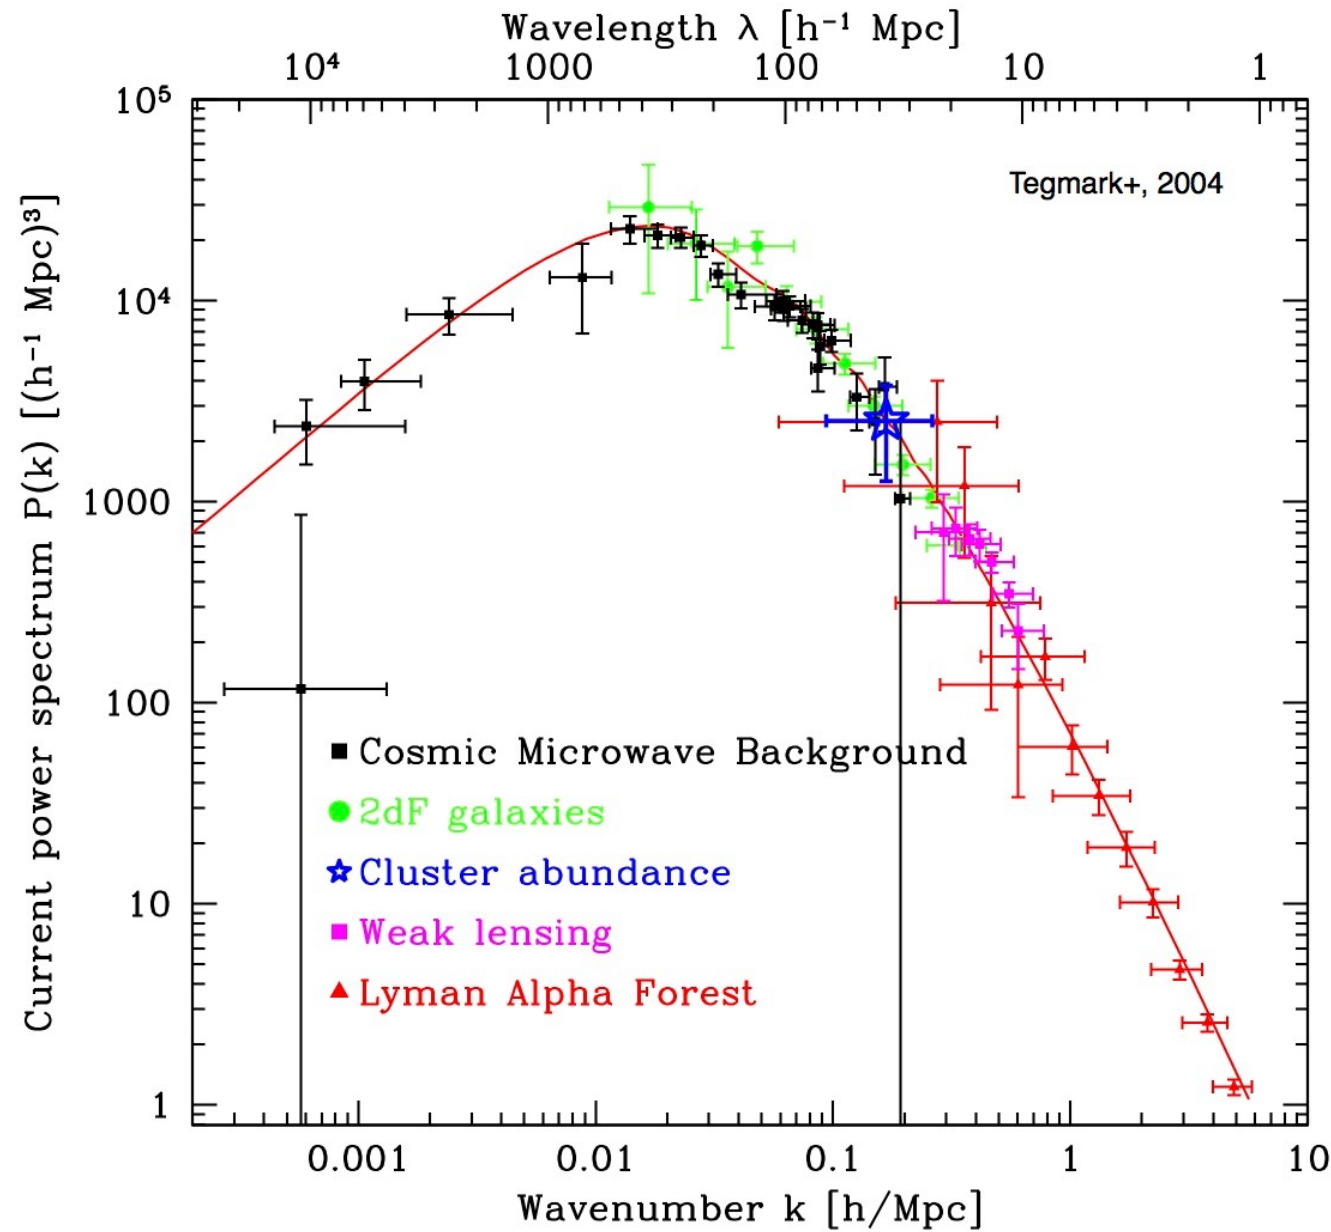 Wavelength λ [h⁻¹ Mpc]
10⁴ 1000 100 10 1
Current power spectrum P(k) [(h⁻¹ Mpc)³]
10⁵
10⁴
1000
100
10
1
Tegmark+, 2004
Cosmic Microwave Background
2dF galaxies
Cluster abundance
Weak lensing
Lyman Alpha Forest
0.001 0.01 0.1 1 10
Wavenumber k [h/Mpc]